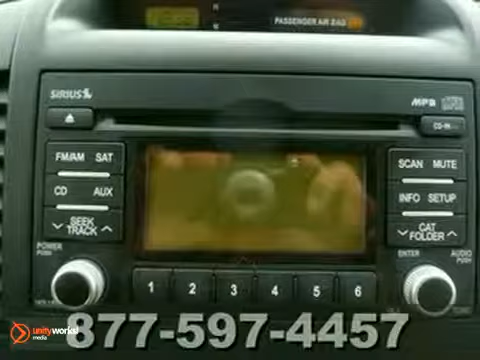 PASSENGER AIR BAG
SIRIUS
MP3
CD-IN
FM/AM SAT
SCAN MUTE
CD AUX
INFO SETUP
SEEK TRACK
CAT FOLDER
POWER PUSH
ENTER
AUDIO PUSH
1 2 3 4 5 6
unityworks! media
877-597-4457